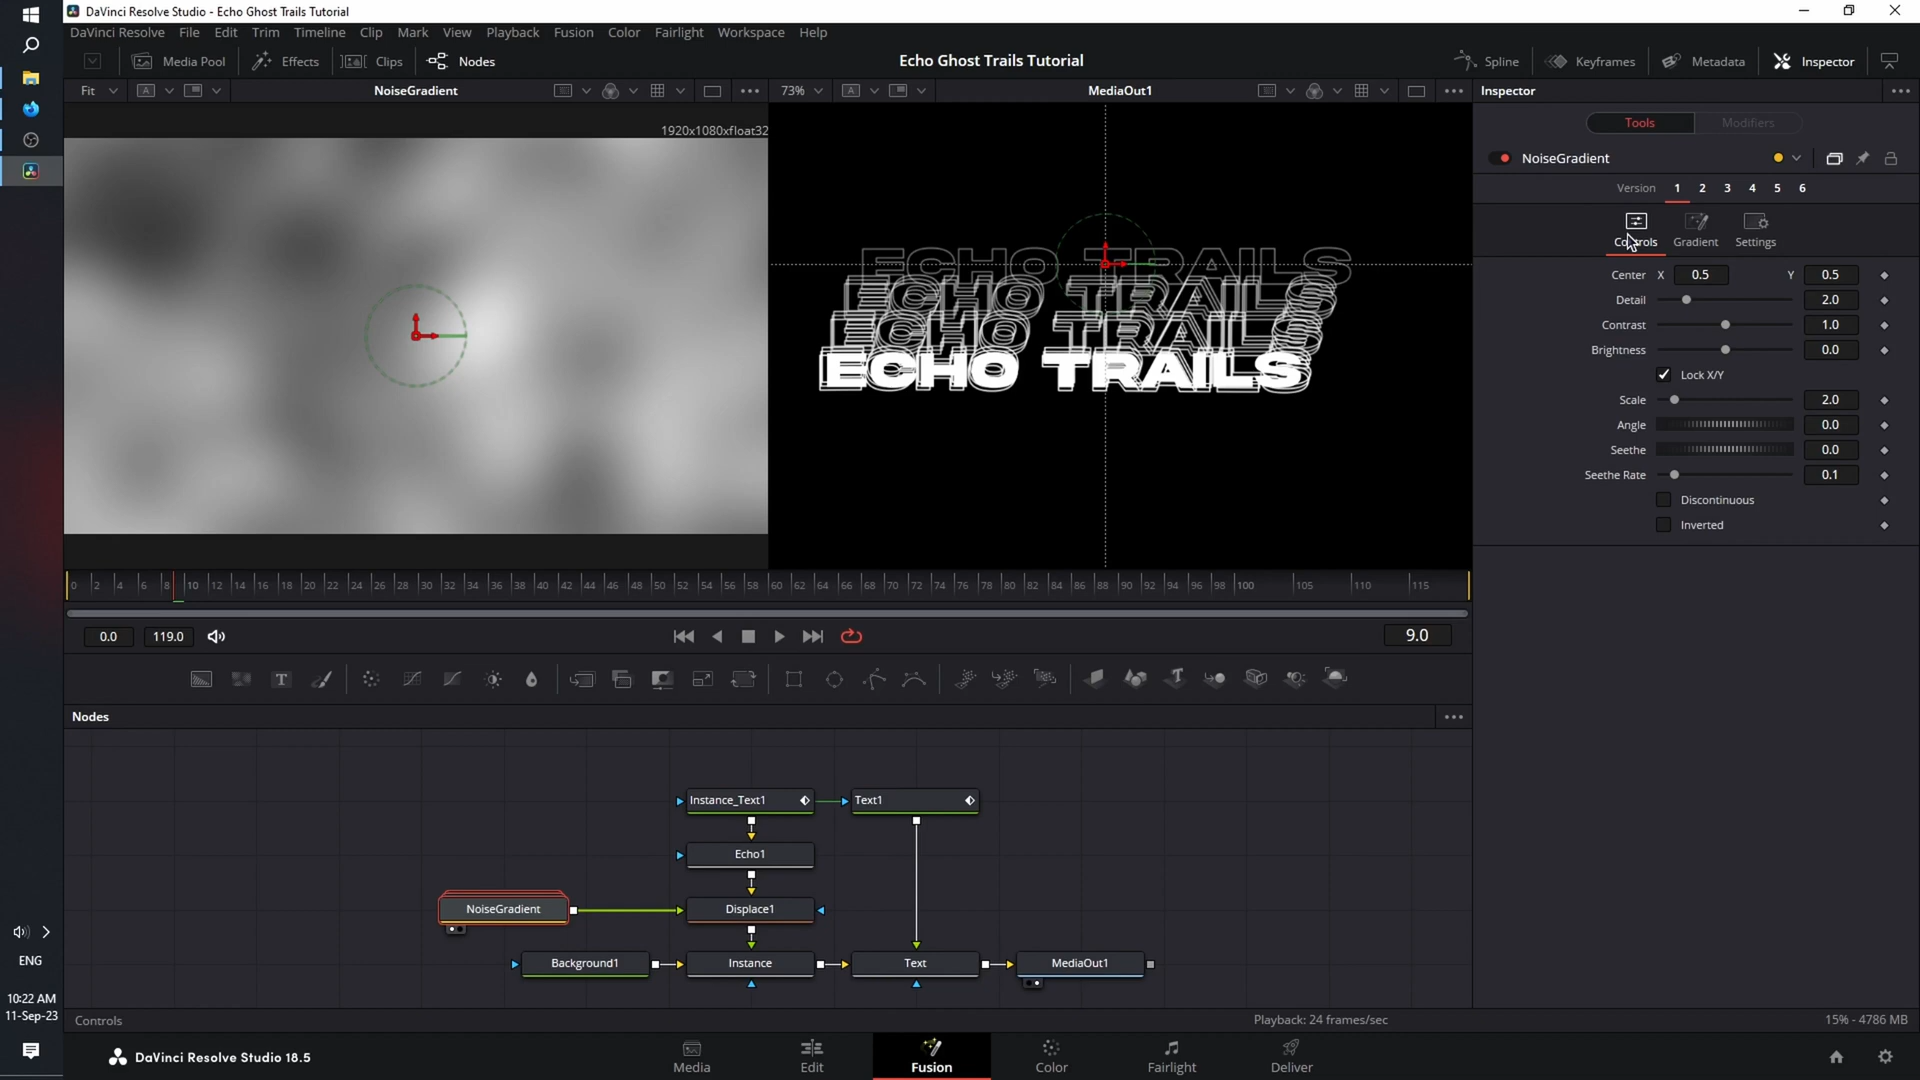 DaVinci Resolve Studio - Echo Ghost Trails Tutorial
DaVinci Resolve File Edit Trim Timeline Clip Mark View Playback Fusion Color Fairlight Workspace Help
Media Pool Effects Clips Nodes Echo Ghost Trails Tutorial Spline Keyframes Metadata Inspector
Fit NoiseGradient 73% MediaOut1 Inspector
1920x1080xfloat32
Tools Modifiers
NoiseGradient
Version 1 2 3 4 5 6
Controls Gradient Settings
Center X 0.5 Y 0.5
Detail 2.0
Contrast 1.0
Brightness 0.0
Lock X/Y
Scale 2.0
Angle 0.0
Seethe 0.0
Seethe Rate 0.1
Discontinuous
Inverted
ECHO TRAILS
ECHO TRAILS
ECHO TRAILS
ECHO TRAILS
0 2 4 6 8 10 12 14 16 18 20 22 24 26 28 30 32 34 36 38 40 42 44 46 48 50 52 54 56 58 60 62 64 66 68 70 72 74 76 78 80 82 84 86 88 90 92 94 96 98 100 105 110 115
0.0 119.0 9.0
T
Nodes
Instance_Text1 Text1
Echo1
NoiseGradient Displace1
Background1 Instance Text MediaOut1
Controls Playback: 24 frames/sec 15% - 4786 MB
DaVinci Resolve Studio 18.5
Media Edit Fusion Color Fairlight Deliver
ENG
10:22 AM
11-Sep-23